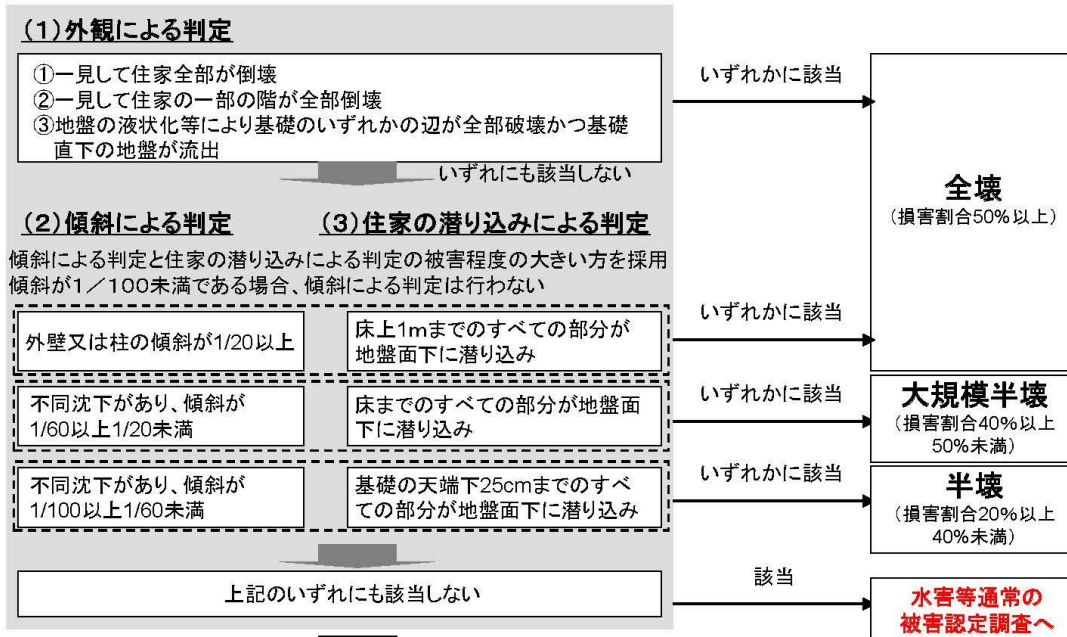 (1)外観による判定
①一見して住家全部が倒壊
②一見して住家の一部の階が全部倒壊
③地盤の液状化等により基礎のいずれかの辺が全部破壊かつ基礎
直下の地盤が流出
いずれかに該当
全壊
(損害割合50%以上)
いずれにも該当しない
(2)傾斜による判定
(3)住家の潜り込みによる判定
傾斜による判定と住家の潜り込みによる判定の被害程度の大きい方を採用
傾斜が1/100未満である場合、傾斜による判定は行わない
外壁又は柱の傾斜が1/20以上
床上1mまでのすべての部分が
地盤面下に潜り込み
いずれかに該当
不同沈下があり、傾斜が
1/60以上1/20未満
床までのすべての部分が地盤面
下に潜り込み
いずれかに該当
大規模半壊
(損害割合40%以上
50%未満)
不同沈下があり、傾斜が
1/100以上1/60未満
基礎の天端下25cmまでのすべ
ての部分が地盤面下に潜り込み
いずれかに該当
半壊
(損害割合20%以上
40%未満)
上記のいずれにも該当しない
該当
水害等通常の
被害認定調査へ